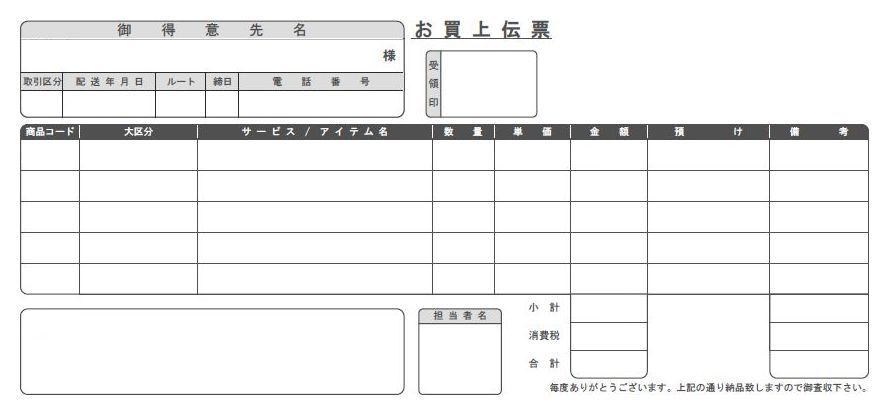 御得意先名
お買上伝票
様
受領印
取引区分 配送年月日 ルート 締日 電話番号
商品コード 大区分 サービス / アイテム名 数量 単価 金額 預け 備考
小計
担当者名
消費税
合計
毎度ありがとうございます。上記の通り納品致しますので御査収下さい。